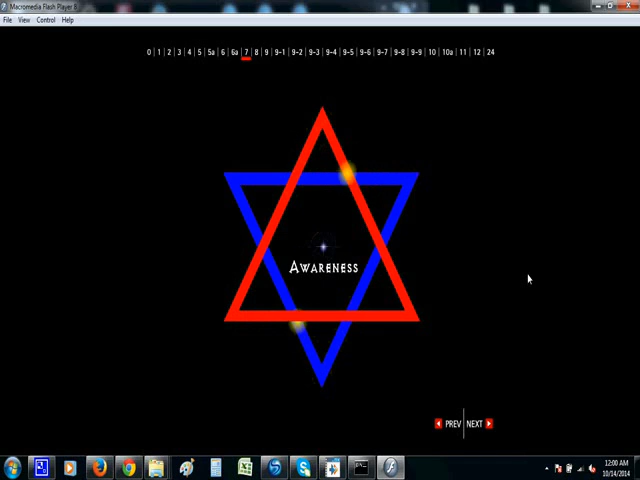 Macromedia Flash Player 8
File View Control Help
0 | 1 | 2 | 3 | 4 | 5 | 5a | 6 | 6a | 7 | 8 | 9 | 9-1 | 9-2 | 9-3 | 9-4 | 9-5 | 9-6 | 9-7 | 9-8 | 9-9 | 10 | 10a | 11 | 12 | 24
AWARENESS
PREV | NEXT
12:00 AM
10/14/2014